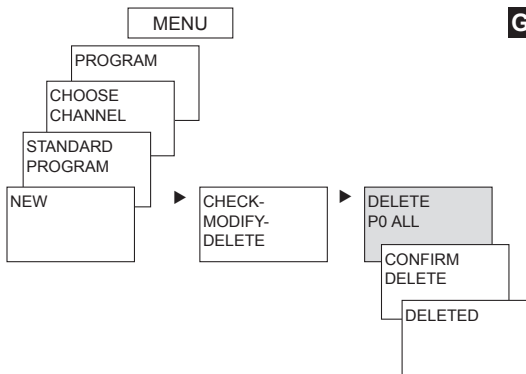 MENU
G
PROGRAM
CHOOSE
CHANNEL
STANDARD
PROGRAM
NEW
CHECK-
MODIFY-
DELETE
DELETE
P0 ALL
CONFIRM
DELETE
DELETED